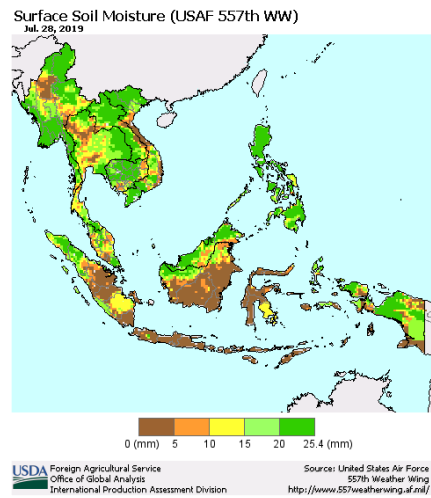 Surface Soil Moisture (USAF 557th WW)
Jul. 28, 2019
0 (mm) 5 10 15 20 25.4 (mm)
USDA
Foreign Agricultural Service
Office of Global Analysis
International Production Assessment Division
Source: United States Air Force
557th Weather Wing
http://www.557weatherwing.af.mil/